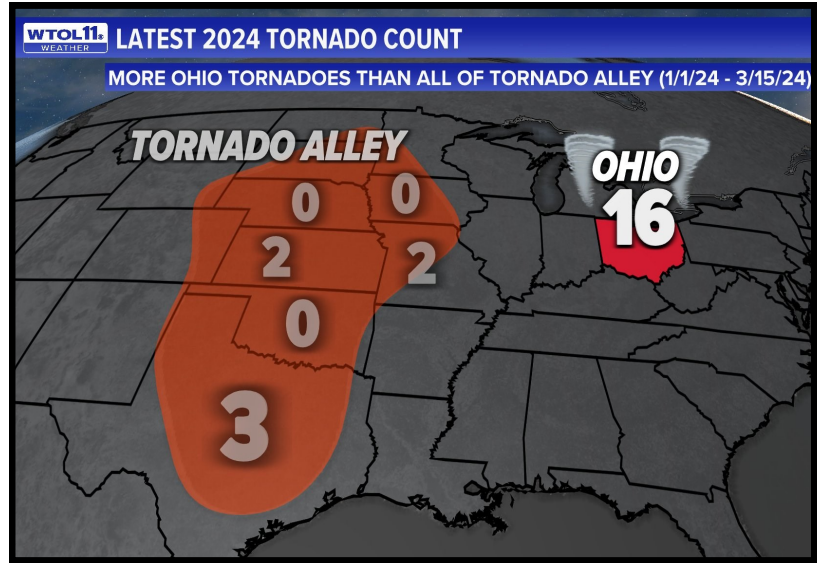 WTOL11
WEATHER
LATEST 2024 TORNADO COUNT
MORE OHIO TORNADOES THAN ALL OF TORNADO ALLEY (1/1/24 - 3/15/24)
TORNADO ALLEY
OHIO
0
0
16
2
2
0
3